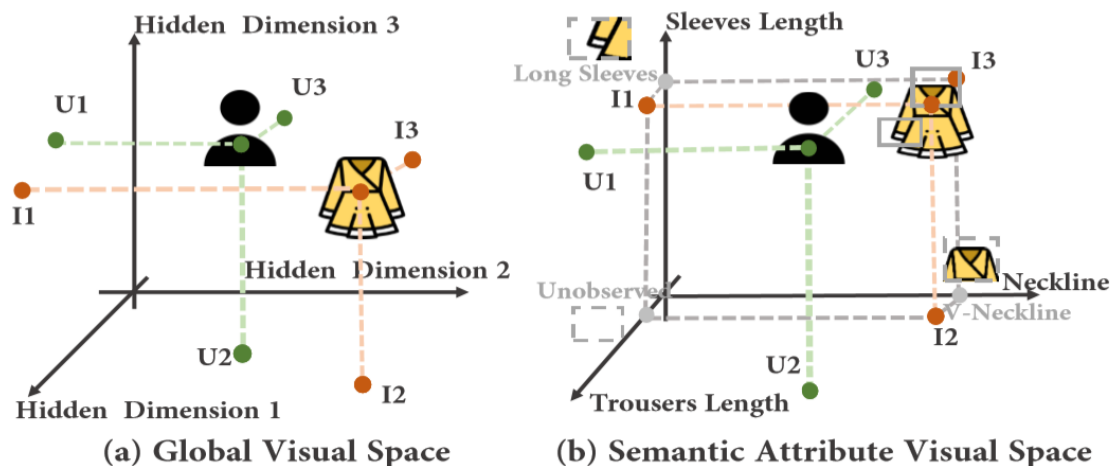 Hidden Dimension 3
U1
U3
I3
I1
Hidden Dimension 2
U2
I2
Hidden Dimension 1
(a) Global Visual Space
Sleeves Length
Long Sleeves
U3
I3
I1
U1
Unobserved
Neckline
V-Neckline
I2
U2
Trousers Length
(b) Semantic Attribute Visual Space